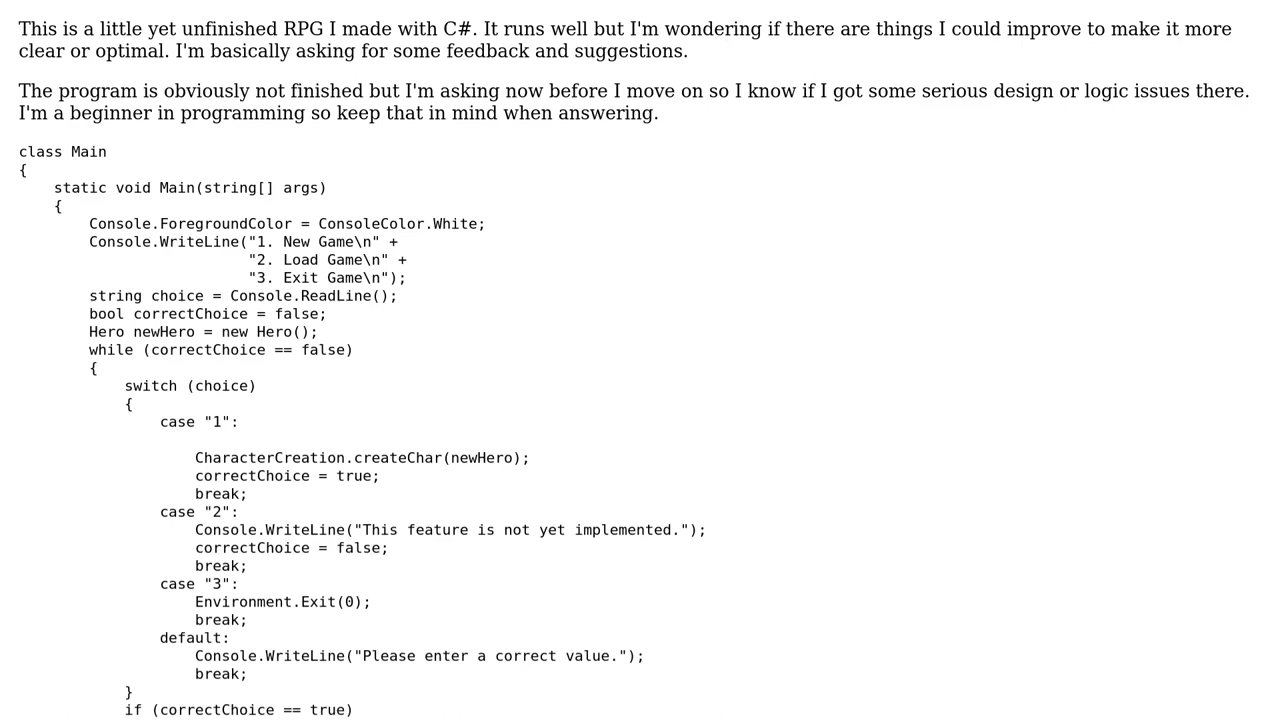 This is a little yet unfinished RPG I made with C#. It runs well but I'm wondering if there are things I could improve to make it more
clear or optimal. I'm basically asking for some feedback and suggestions.
The program is obviously not finished but I'm asking now before I move on so I know if I got some serious design or logic issues there.
I'm a beginner in programming so keep that in mind when answering.
class Main
{
    static void Main(string[] args)
    {
        Console.ForegroundColor = ConsoleColor.White;
        Console.WriteLine("1. New Game\n" +
                          "2. Load Game\n" +
                          "3. Exit Game\n");
        string choice = Console.ReadLine();
        bool correctChoice = false;
        Hero newHero = new Hero();
        while (correctChoice == false)
        {
            switch (choice)
            {
                case "1":
                    CharacterCreation.createChar(newHero);
                    correctChoice = true;
                    break;
                case "2":
                    Console.WriteLine("This feature is not yet implemented.");
                    correctChoice = false;
                    break;
                case "3":
                    Environment.Exit(0);
                    break;
                default:
                    Console.WriteLine("Please enter a correct value.");
                    break;
            }
            if (correctChoice == true)